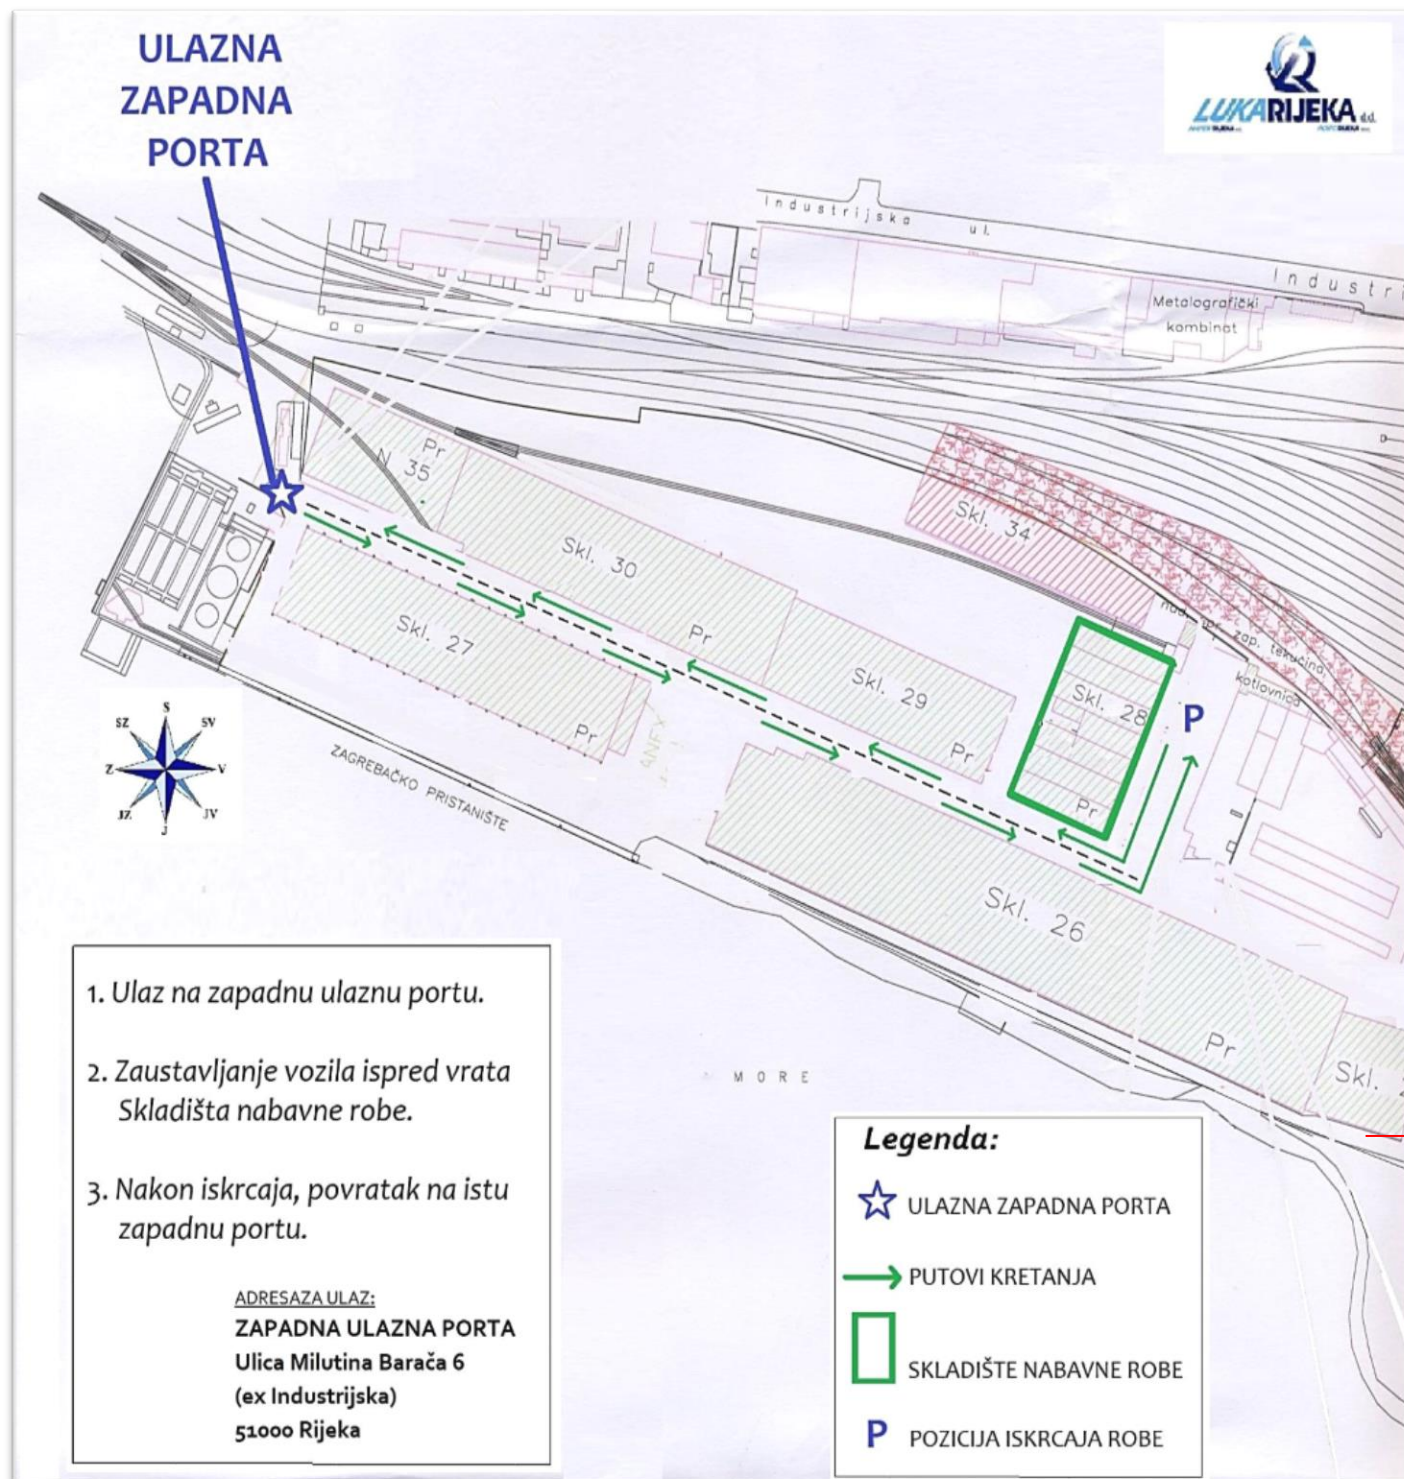 ULAZNA
ZAPADNA
PORTA
LUKARIJEKA d.d.
Industrijska ul.
Industri
Metalografički
kombinat
Pr
N 35
Skl. 34
Skl. 30
Pr
Skl. 27
Pr
Skl. 29
Pr
Skl. 28
Pr
P
zap. tekućina
kotlovnica
S
SZ
SV
Z
V
JZ
JV
J
ZAGREBAČKO PRISTANIŠTE
Skl. 26
Pr
Skl.
MORE
1. Ulaz na zapadnu ulaznu portu.
2. Zaustavljanje vozila ispred vrata
Skladišta nabavne robe.
3. Nakon iskrcaja, povratak na istu
zapadnu portu.
ADRESAZA ULAZ:
ZAPADNA ULAZNA PORTA
Ulica Milutina Barača 6
(ex Industrijska)
51000 Rijeka
Legenda:
ULAZNA ZAPADNA PORTA
PUTOVI KRETANJA
SKLADIŠTE NABAVNE ROBE
P POZICIJA ISKRCAJA ROBE